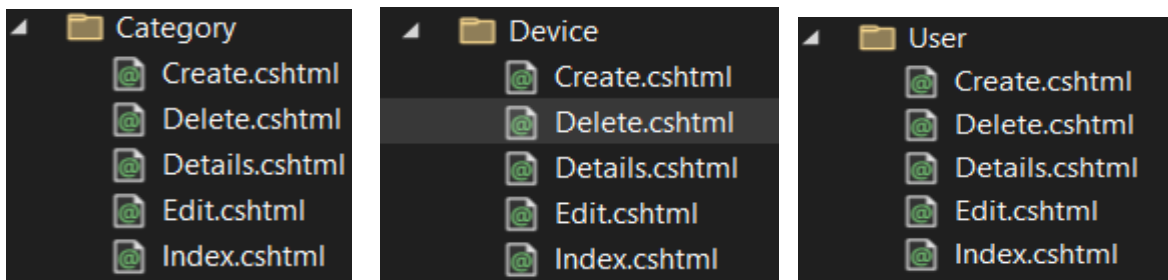 Category
Create.cshtml
Delete.cshtml
Details.cshtml
Edit.cshtml
Index.cshtml
Device
Create.cshtml
Delete.cshtml
Details.cshtml
Edit.cshtml
Index.cshtml
User
Create.cshtml
Delete.cshtml
Details.cshtml
Edit.cshtml
Index.cshtml